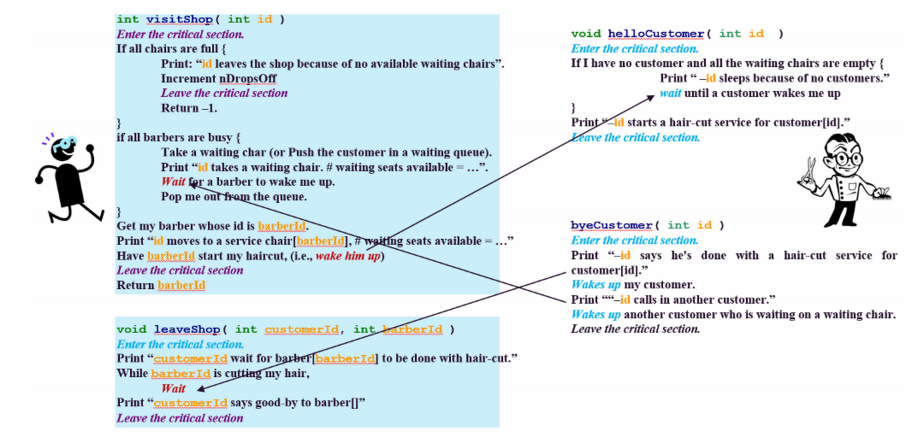 int visitShop( int id )
Enter the critical section.
If all chairs are full {
Print: “id leaves the shop because of no available waiting chairs”.
Increment nDropsOff
Leave the critical section
Return –1.
}
if all barbers are busy {
Take a waiting char (or Push the customer in a waiting queue).
Print “id takes a waiting chair. # waiting seats available = …”.
Wait for a barber to wake me up.
Pop me out from the queue.
}
Get my barber whose id is barberId.
Print “id moves to a service chair[barberId], # waiting seats available = …”
Have barberId start my haircut, (i.e., wake him up)
Leave the critical section
Return barberId
void leaveShop( int customerId, int barberId )
Enter the critical section.
Print “customerId wait for barber[barberId] to be done with hair-cut.”
While barberId is cutting my hair,
Wait
Print “customerId says good-by to barber[]”
Leave the critical section
void helloCustomer( int id )
Enter the critical section.
If I have no customer and all the waiting chairs are empty {
Print “ –id sleeps because of no customers.”
wait until a customer wakes me up
}
Print “–id starts a hair-cut service for customer[id].”
Leave the critical section.
byeCustomer( int id )
Enter the critical section.
Print “–id says he's done with a hair-cut service for
customer[id].”
Wakes up my customer.
Print ““–id calls in another customer.”
Wakes up another customer who is waiting on a waiting chair.
Leave the critical section.